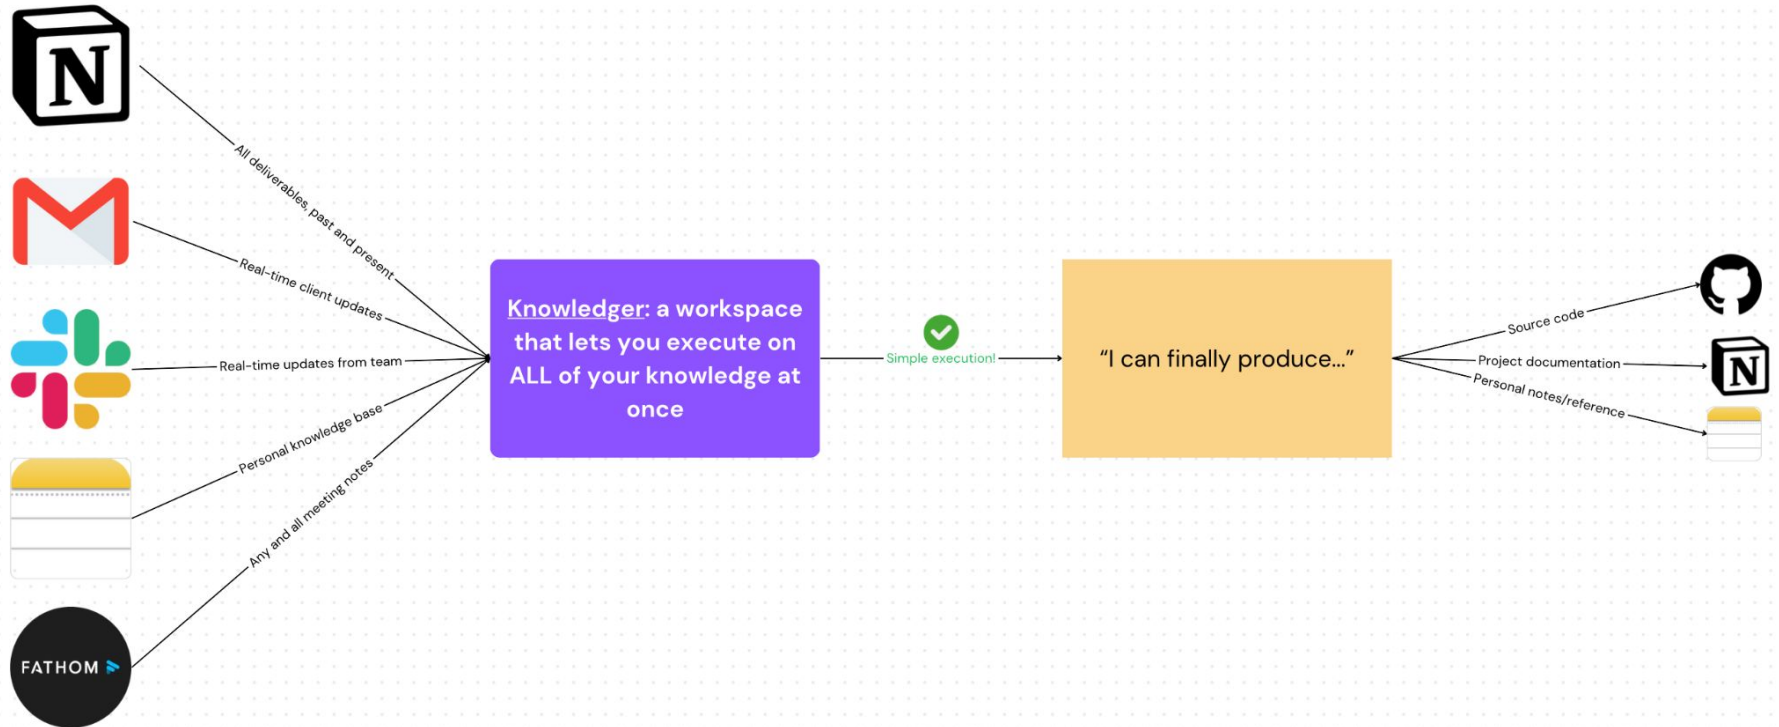 N
All deliverables, past and present
Real-time client updates
Real-time updates from team
Personal knowledge base
Any and all meeting notes
FATHOM
Knowledger: a workspace
that lets you execute on
ALL of your knowledge at
once
Simple execution!
“I can finally produce...”
Source code
Project documentation
N
Personal notes/reference